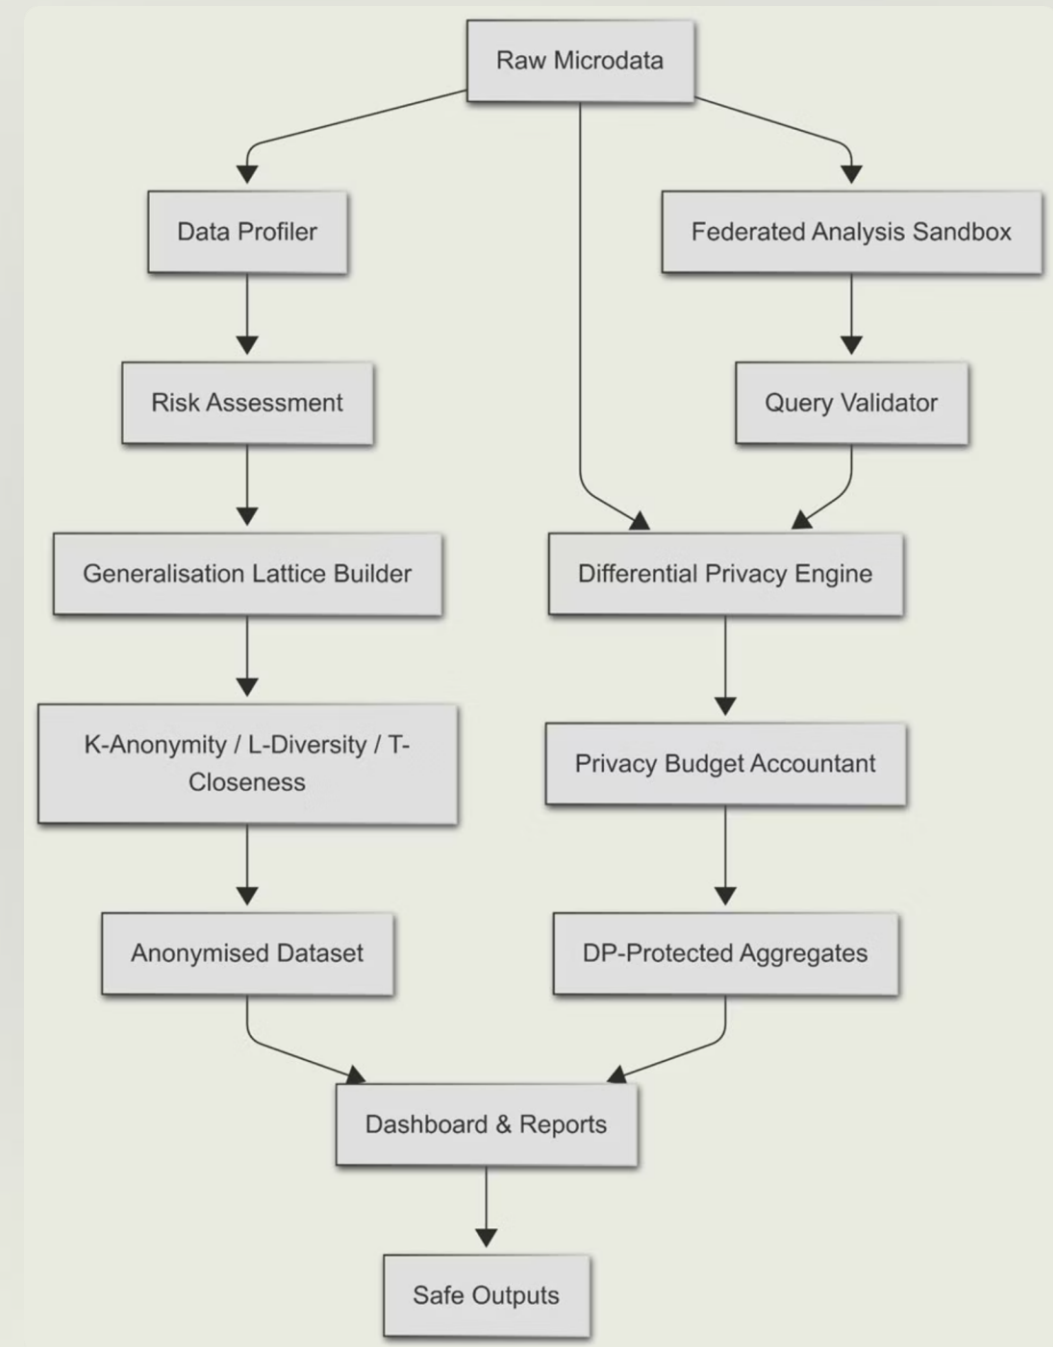 Raw Microdata
Data Profiler
Federated Analysis Sandbox
Risk Assessment
Query Validator
Generalisation Lattice Builder
Differential Privacy Engine
K-Anonymity / L-Diversity / T-
Closeness
Privacy Budget Accountant
Anonymised Dataset
DP-Protected Aggregates
Dashboard & Reports
Safe Outputs